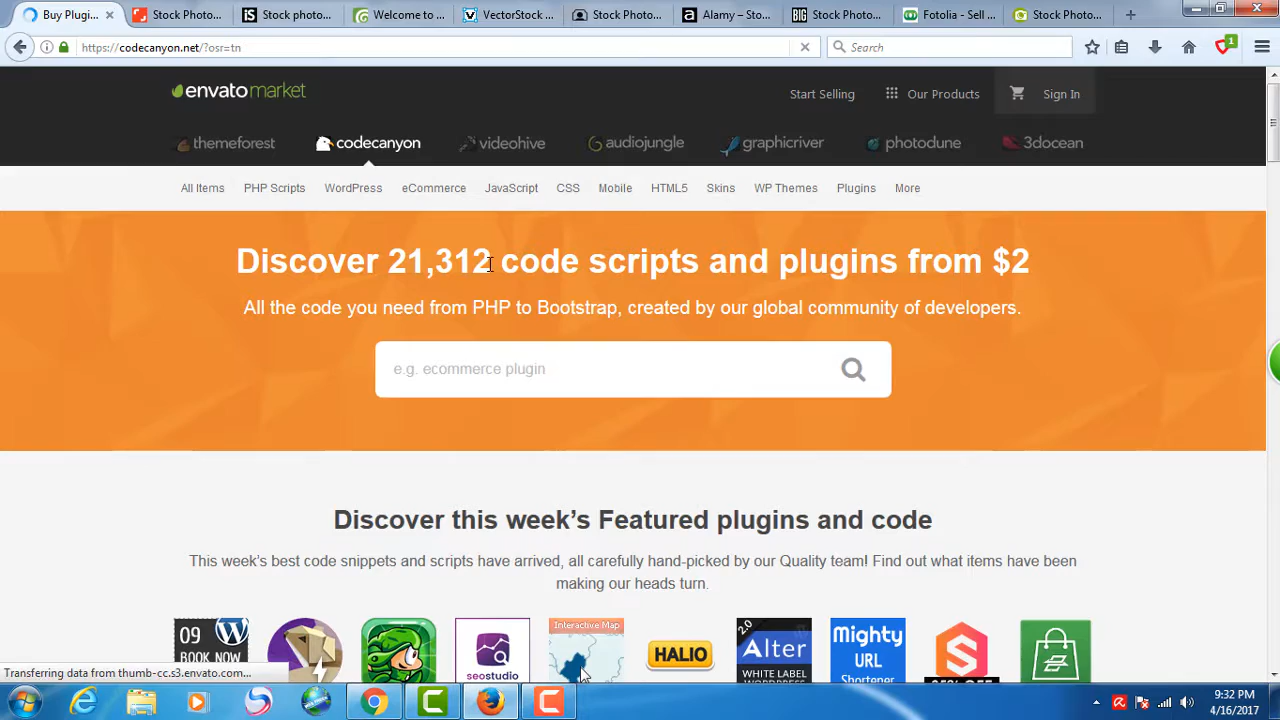 Buy Plugi...
Stock Photo...
Stock photo...
Welcome to ...
VectorStock ...
Stock Photo...
Alamy – Sto...
Stock Photo...
Fotolia - Sell ...
Stock Photo...
https://codecanyon.net/?osr=tn
Search
1
envatomarket
Start Selling
Our Products
Sign In
themeforest
codecanyon
videohive
audiojungle
graphicriver
photodune
3docean
All Items
PHP Scripts
WordPress
eCommerce
JavaScript
CSS
Mobile
HTML5
Skins
WP Themes
Plugins
More
Discover 21,312 code scripts and plugins from $2
All the code you need from PHP to Bootstrap, created by our global community of developers.
e.g. ecommerce plugin
Discover this week's Featured plugins and code
This week's best code snippets and scripts have arrived, all carefully hand-picked by our Quality team! Find out what items have been
making our heads turn.
09
BOOK NOW
seostudio
Interactive Map
HALIO
2.0
Alter
WHITE LABEL
Mighty
URL
Shortener
Transferring data from thumb-cc.s3.envato.com...
9:32 PM
4/16/2017